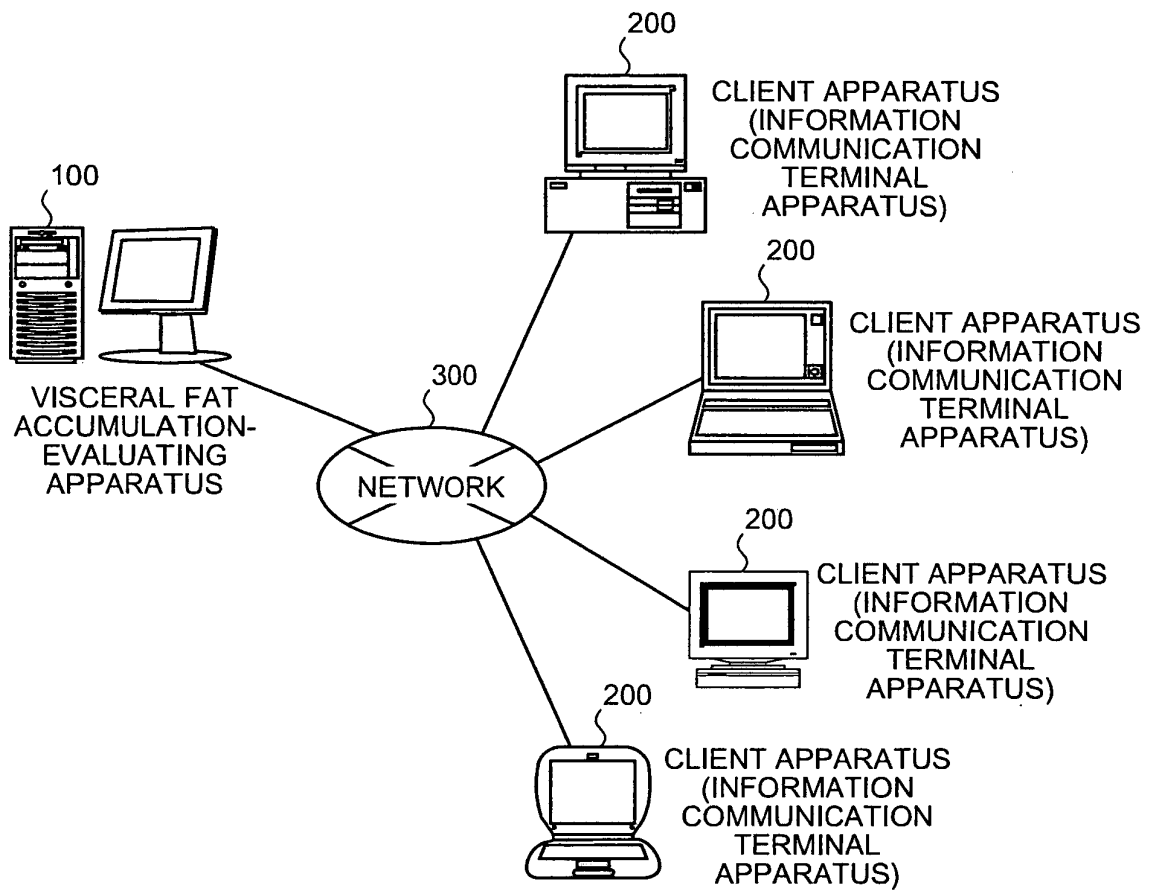 200
CLIENT APPARATUS
(INFORMATION
COMMUNICATION
TERMINAL
APPARATUS)
100
VISCERAL FAT
ACCUMULATION-
EVALUATING
APPARATUS
200
CLIENT APPARATUS
(INFORMATION
COMMUNICATION
TERMINAL
APPARATUS)
300
NETWORK
200
CLIENT APPARATUS
(INFORMATION
COMMUNICATION
TERMINAL
APPARATUS)
200
CLIENT APPARATUS
(INFORMATION
COMMUNICATION
TERMINAL
APPARATUS)